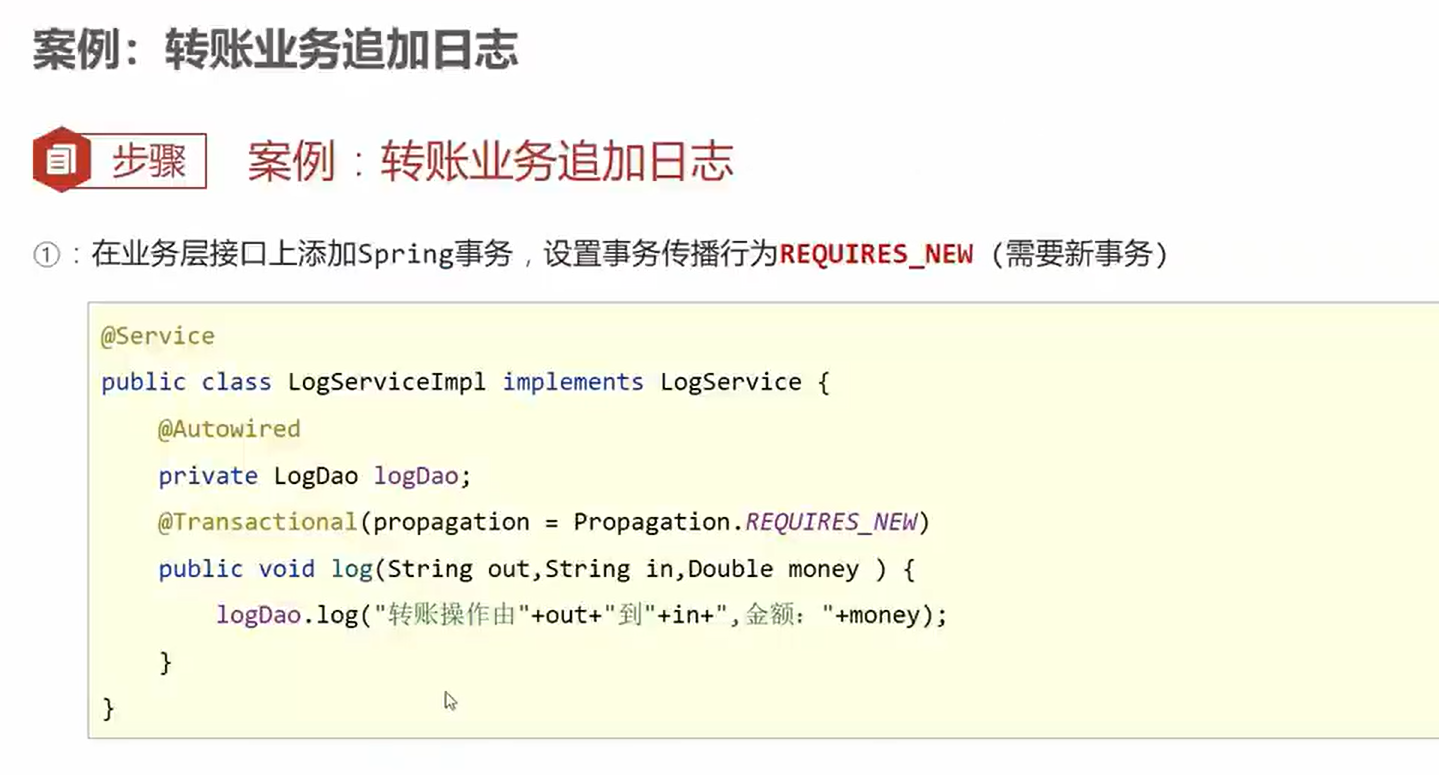 案例：转账业务追加日志
步骤
案例：转账业务追加日志
①：在业务层接口上添加Spring事务，设置事务传播行为REQUIRES_NEW（需要新事务）
@Service
public class LogServiceImpl implements LogService {
    @Autowired
    private LogDao logDao;
    @Transactional(propagation = Propagation.REQUIRES_NEW)
    public void log(String out,String in,Double money ) {
        logDao.log("转账操作由"+out+"到"+in+",金额："+money);
    }
}